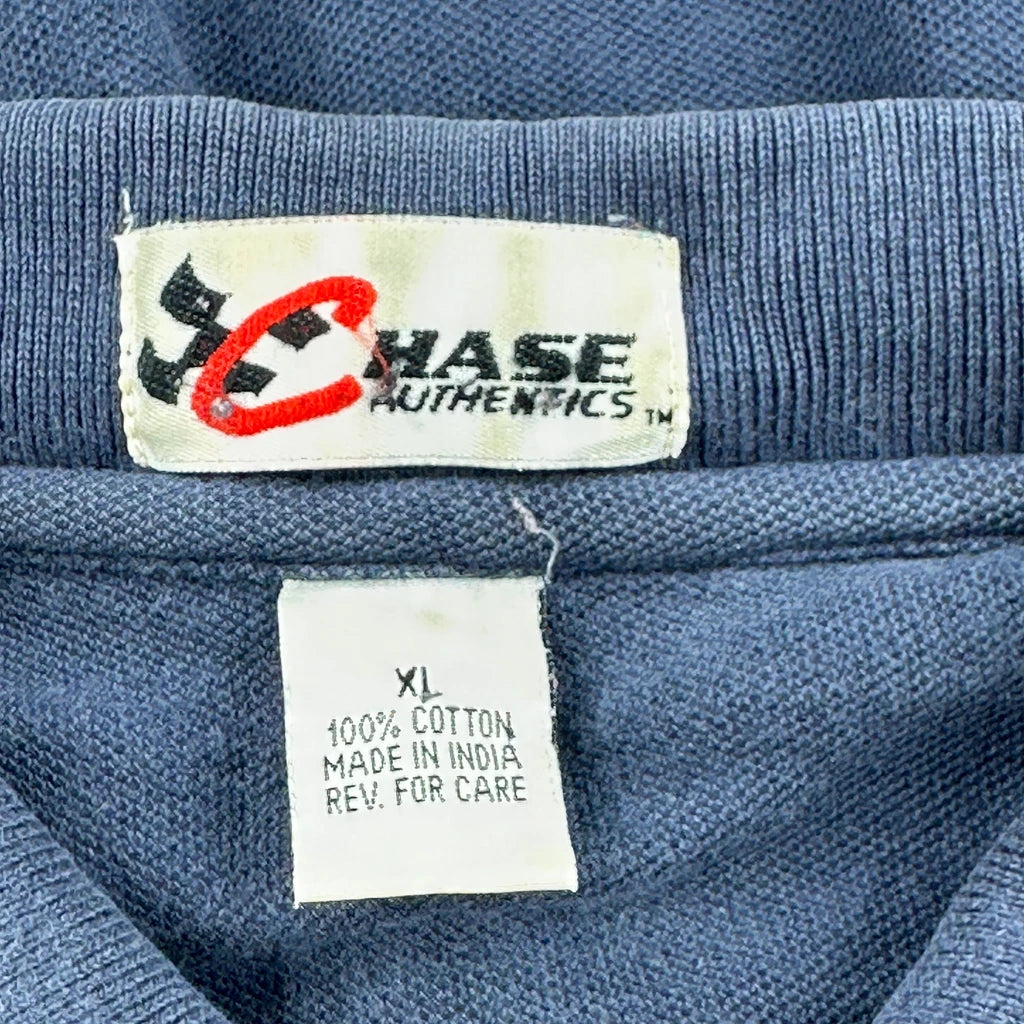 CHASE
AUTHENTICS TM
XL
100% COTTON
MADE IN INDIA
REV. FOR CARE